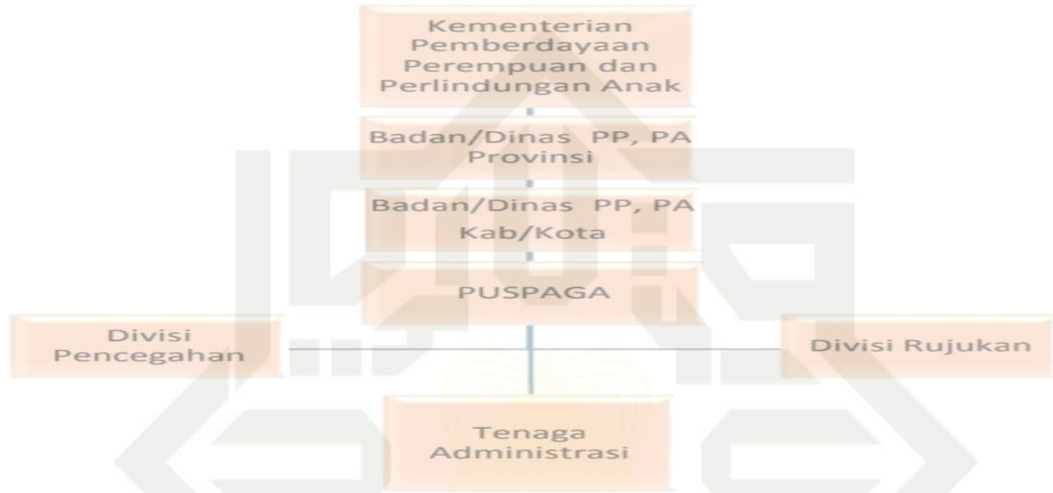 Kementerian
Pemberdayaan
Perempuan dan
Perlindungan Anak
Badan/Dinas PP, PA
Provinsi
Badan/Dinas PP, PA
Kab/Kota
PUSPAGA
Divisi
Pencegahan
Divisi Rujukan
Tenaga
Administrasi